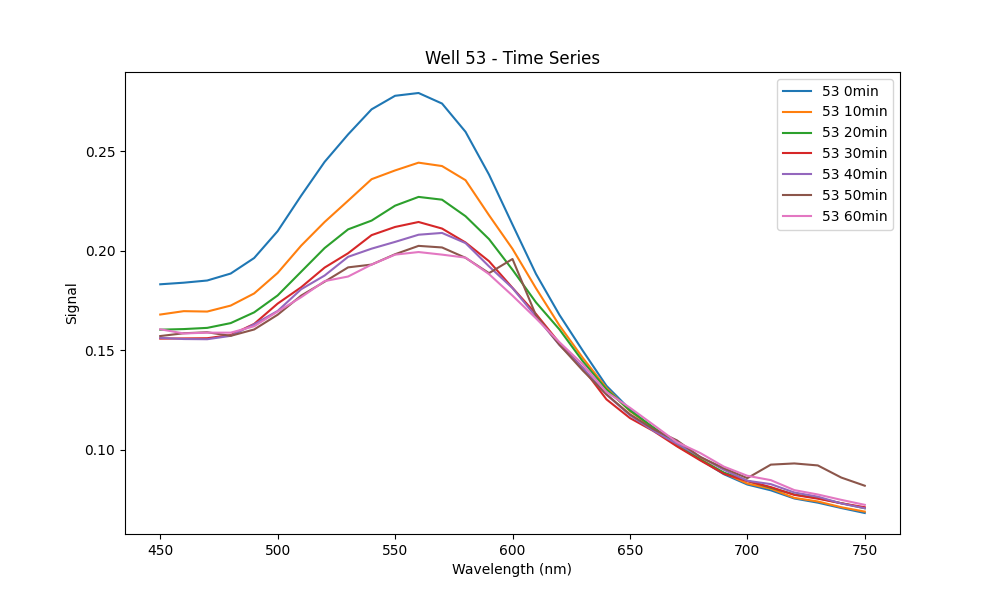 Well 53 - Time Series
53 0min
53 10min
53 20min
53 30min
53 40min
53 50min
53 60min
Signal
0.25
0.20
0.15
0.10
450 500 550 600 650 700 750
Wavelength (nm)